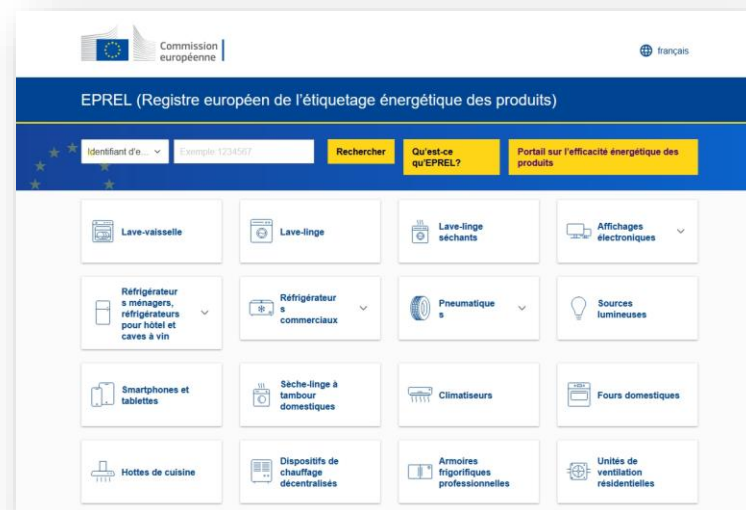 Commission
européenne
français
EPREL (Registre européen de l'étiquetage énergétique des produits)
Identifiant d'e...
Exemple:1234567
Rechercher
Qu'est-ce
qu'EPREL?
Portail sur l'efficacité énergétique des
produits
Lave-vaisselle
Lave-linge
Lave-linge
séchants
Affichages
électroniques
Réfrigérateur
s ménagers,
réfrigérateurs
pour hôtel et
caves à vin
Réfrigérateur
s
commerciaux
Pneumatique
s
Sources
lumineuses
Smartphones et
tablettes
Sèche-linge à
tambour
domestiques
Climatiseurs
Fours domestiques
Hottes de cuisine
Dispositifs de
chauffage
décentralisés
Armoires
frigorifiques
professionnelles
Unités de
ventilation
résidentielles